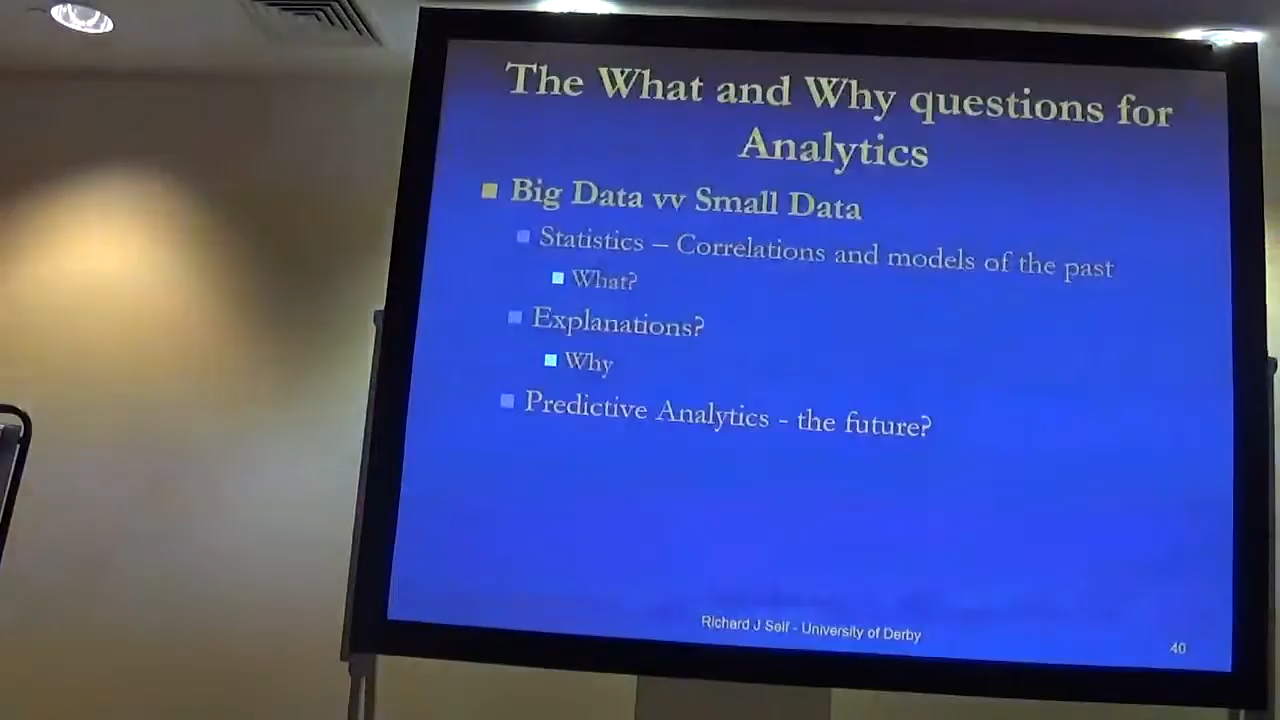 The What and Why questions for
Analytics
Big Data vv Small Data
Statistics – Correlations and models of the past
What?
Explanations?
Why
Predictive Analytics - the future?
Richard J Self - University of Derby
40